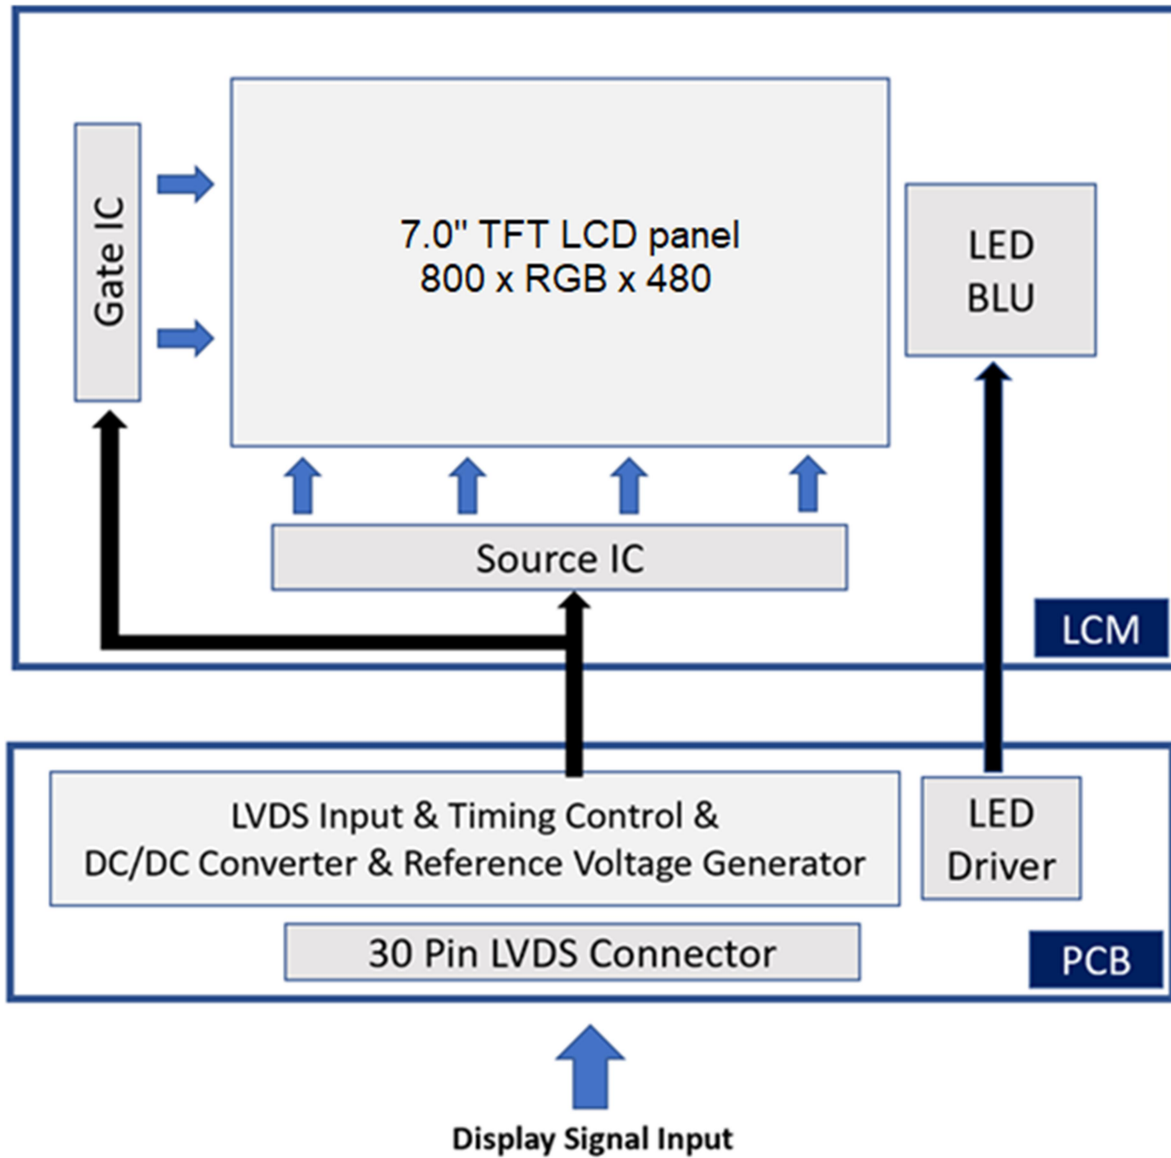 7.0" TFT LCD panel
800 x RGB x 480
Gate IC
LED
BLU
Source IC
LCM
LVDS Input & Timing Control &
DC/DC Converter & Reference Voltage Generator
LED
Driver
30 Pin LVDS Connector
PCB
Display Signal Input